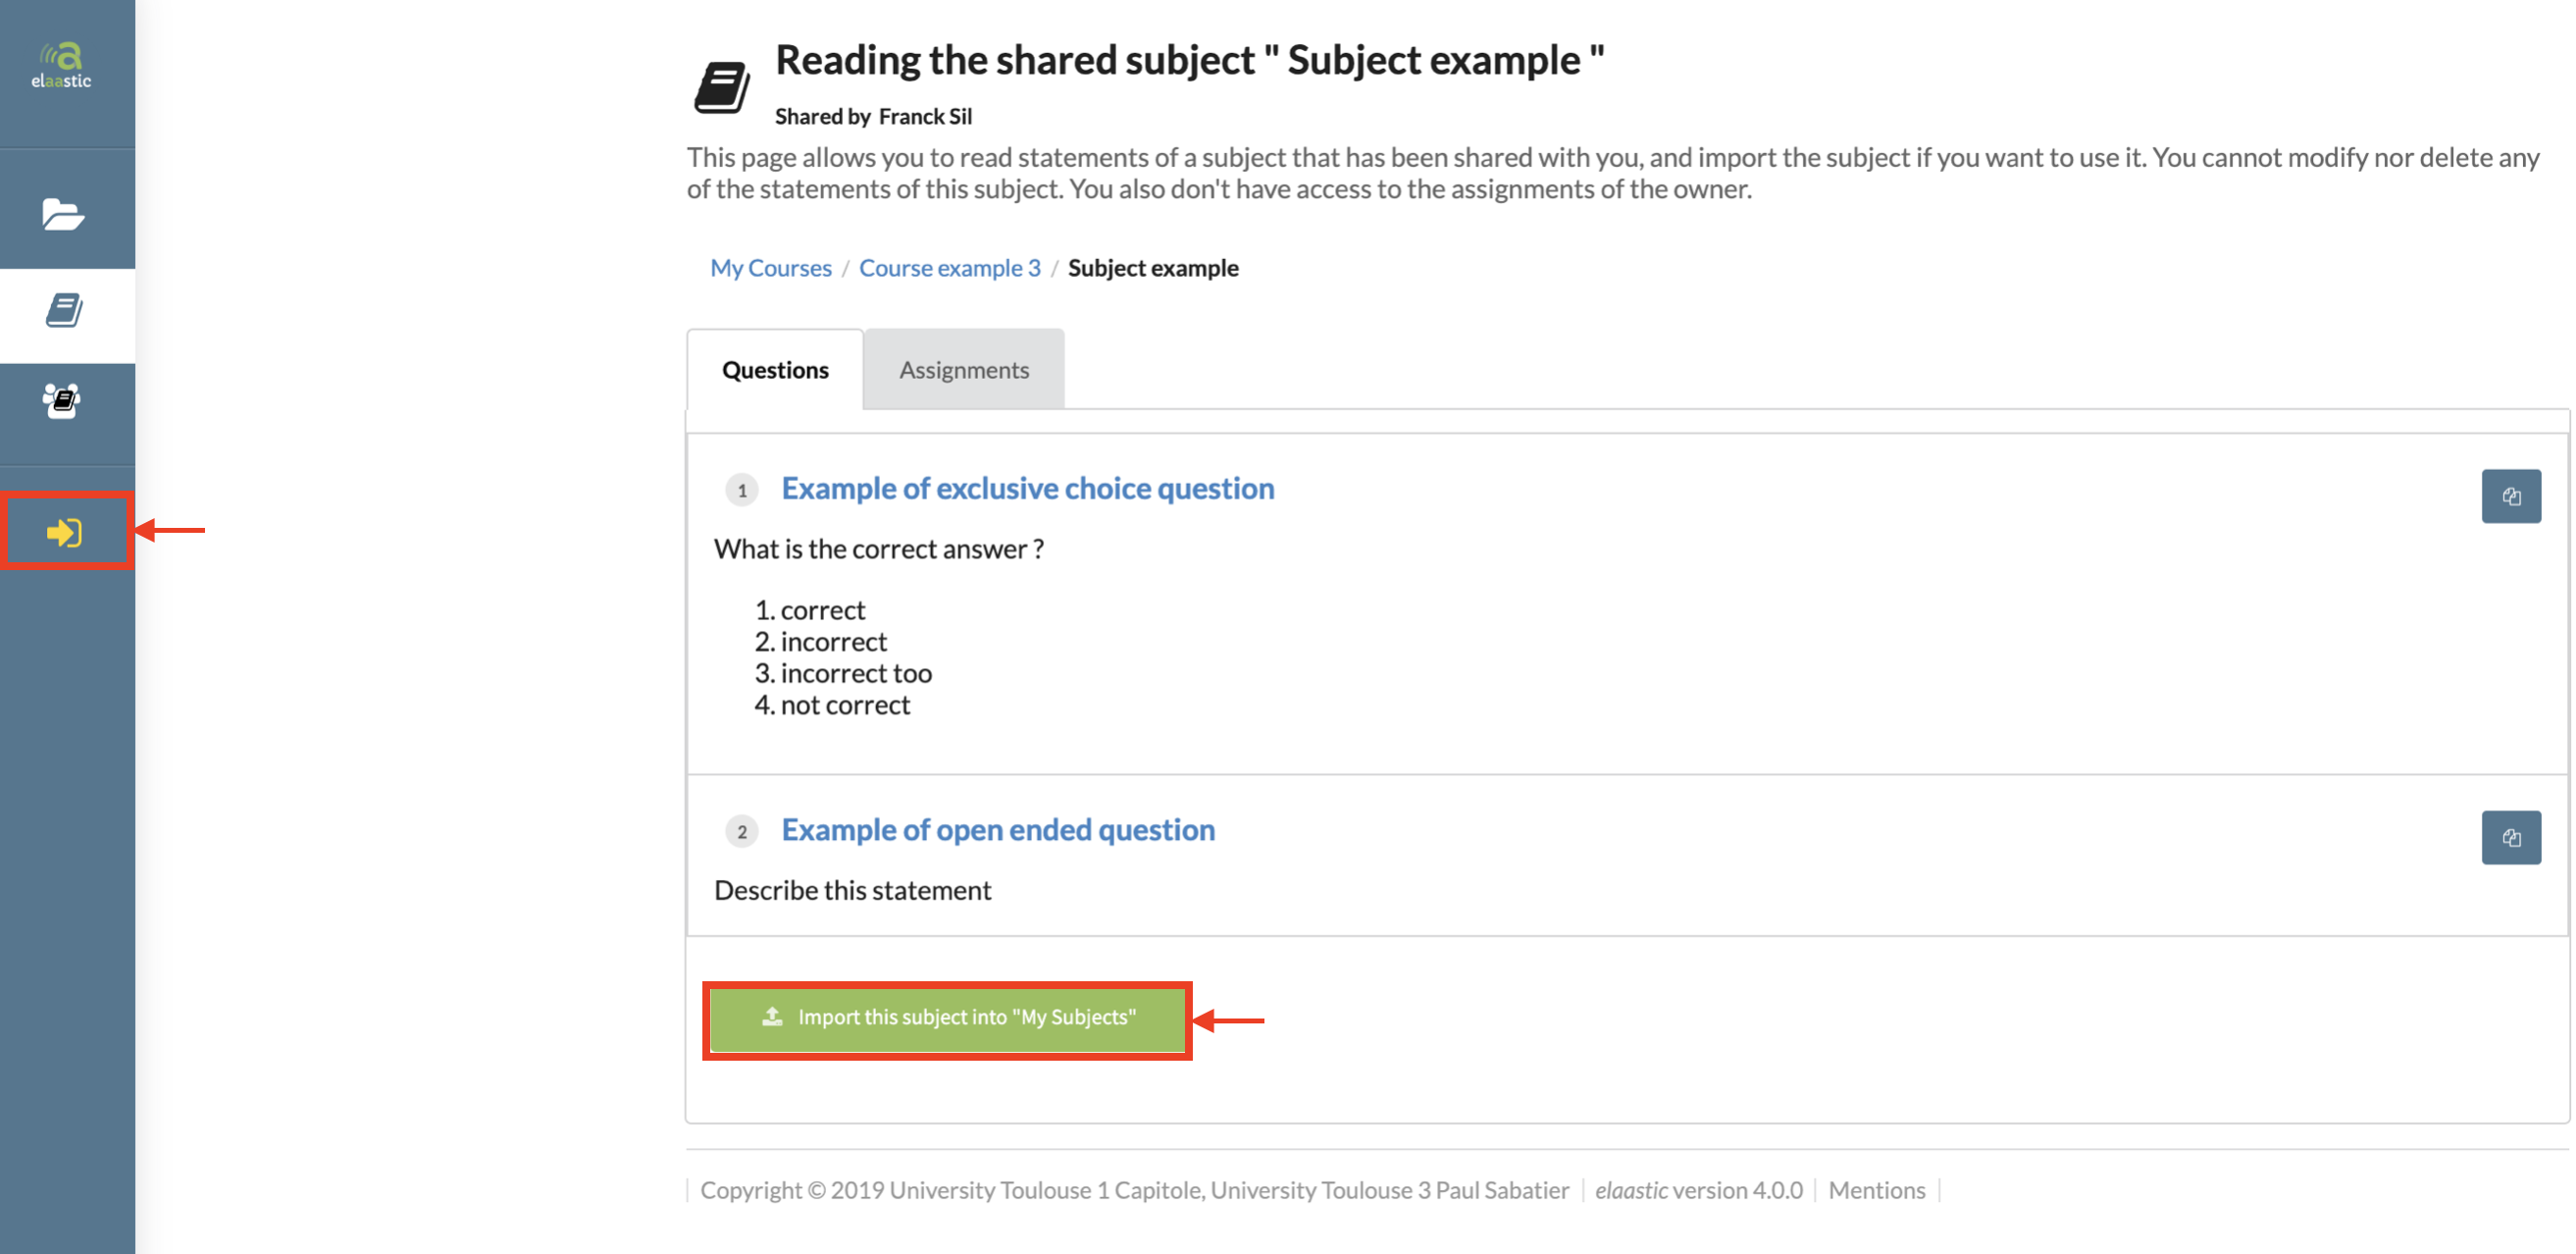 elaastic
Reading the shared subject " Subject example "
Shared by Franck Sil
This page allows you to read statements of a subject that has been shared with you, and import the subject if you want to use it. You cannot modify nor delete any
of the statements of this subject. You also don't have access to the assignments of the owner.
My Courses / Course example 3 / Subject example
Questions Assignments
1 Example of exclusive choice question
What is the correct answer ?
1. correct
2. incorrect
3. incorrect too
4. not correct
2 Example of open ended question
Describe this statement
Import this subject into "My Subjects"
Copyright © 2019 University Toulouse 1 Capitole, University Toulouse 3 Paul Sabatier | elaastic version 4.0.0 | Mentions